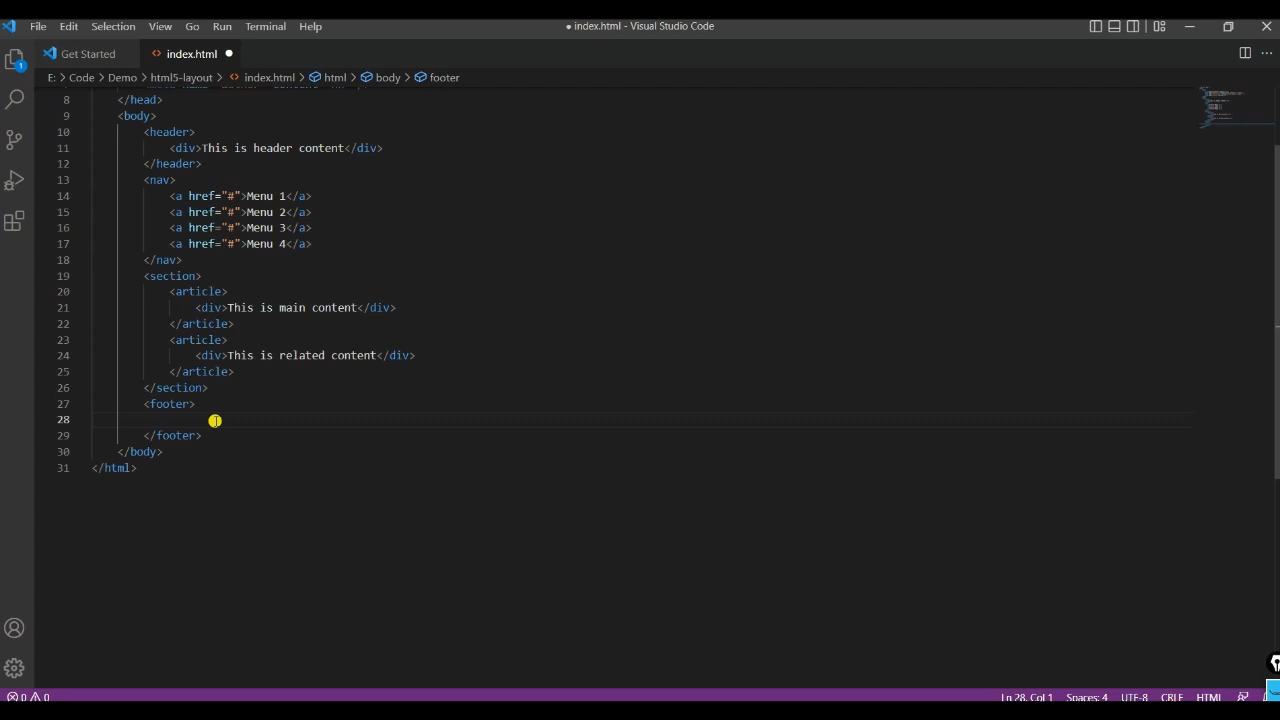 File Edit Selection View Go Run Terminal Help
● index.html - Visual Studio Code
Get Started
index.html
E: › Code › Demo › html5-layout › index.html › html › body › footer
1
8 </head>
9 <body>
10 <header>
11 <div>This is header content</div>
12 </header>
13 <nav>
14 <a href="#">Menu 1</a>
15 <a href="#">Menu 2</a>
16 <a href="#">Menu 3</a>
17 <a href="#">Menu 4</a>
18 </nav>
19 <section>
20 <article>
21 <div>This is main content</div>
22 </article>
23 <article>
24 <div>This is related content</div>
25 </article>
26 </section>
27 <footer>
28
29 </footer>
30 </body>
31 </html>
0 0 Ln 28, Col 1 Spaces: 4 UTF-8 CRLF HTML